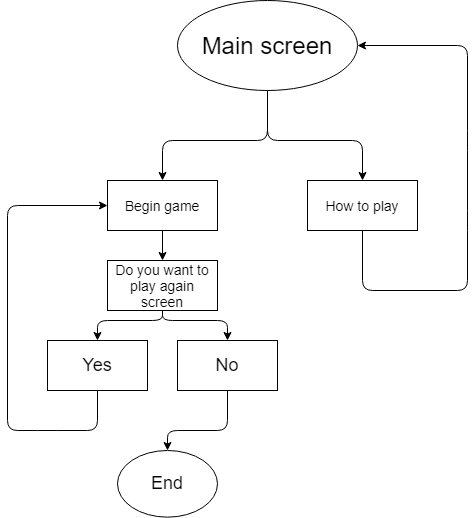 Main screen
Begin game
How to play
Do you want to
play again
screen
Yes
No
End